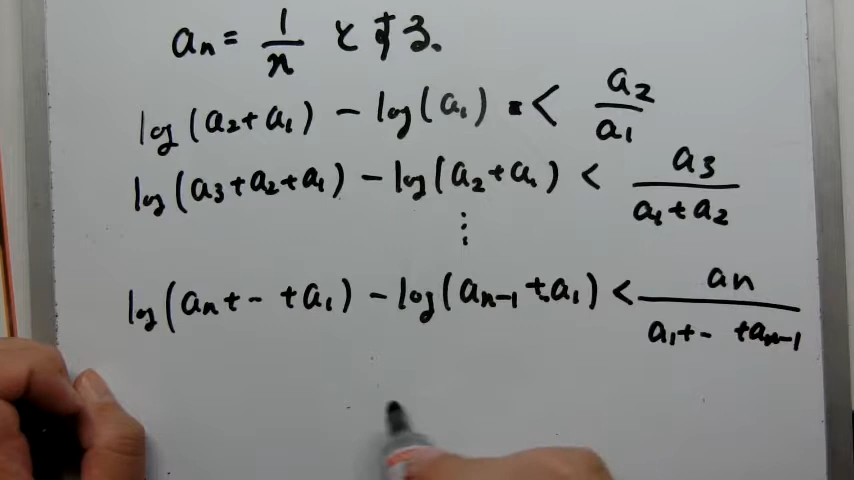 an = 1/n とする.
log(a2+a1) - log(a1) < a2/a1
log(a3+a2+a1) - log(a2+a1) < a3/(a1+a2)
⋮
log(an+-+a1) - log(an-1+a1) < an/(a1+-+an-1)